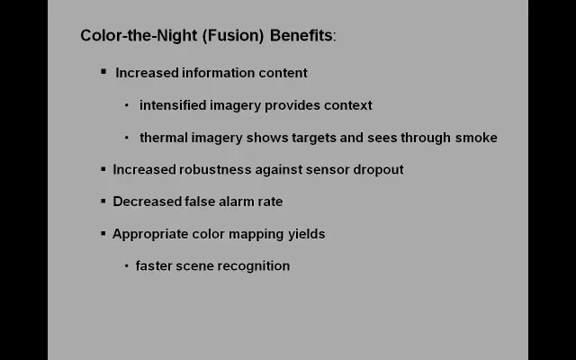 Color-the-Night (Fusion) Benefits:
▪ Increased information content
• intensified imagery provides context
• thermal imagery shows targets and sees through smoke
▪ Increased robustness against sensor dropout
▪ Decreased false alarm rate
▪ Appropriate color mapping yields
• faster scene recognition